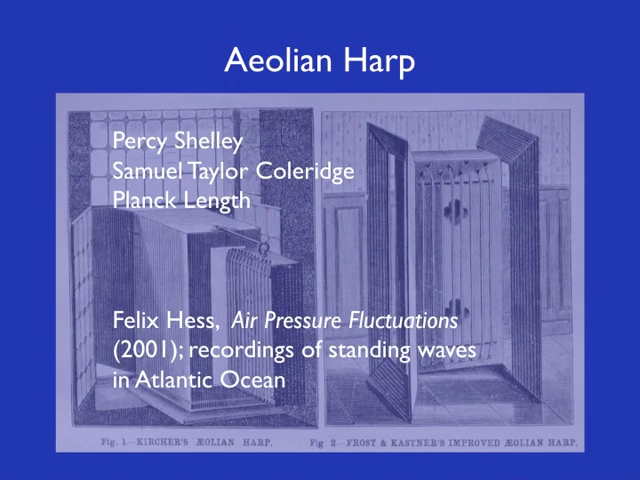 Aeolian Harp
Percy Shelley
Samuel Taylor Coleridge
Planck Length
Felix Hess, Air Pressure Fluctuations
(2001); recordings of standing waves
in Atlantic Ocean
Fig. 1.—KIRCHER'S ÆOLIAN HARP.
Fig 2.—FROST & KASTNER'S IMPROVED ÆOLIAN HARP.